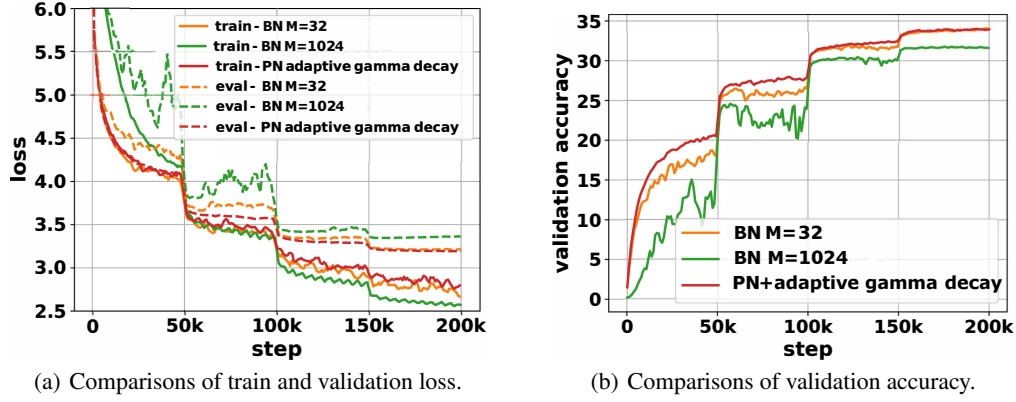 6.0
5.5
5.0
4.5
4.0
3.5
3.0
2.5
loss
train - BN M=32
train - BN M=1024
train - PN adaptive gamma decay
eval - BN M=32
eval - BN M=1024
eval - PN adaptive gamma decay
0 50k 100k 150k 200k
step
(a) Comparisons of train and validation loss.
35
30
25
20
15
10
5
0
validation accuracy
BN M=32
BN M=1024
PN+adaptive gamma decay
0 50k 100k 150k 200k
step
(b) Comparisons of validation accuracy.